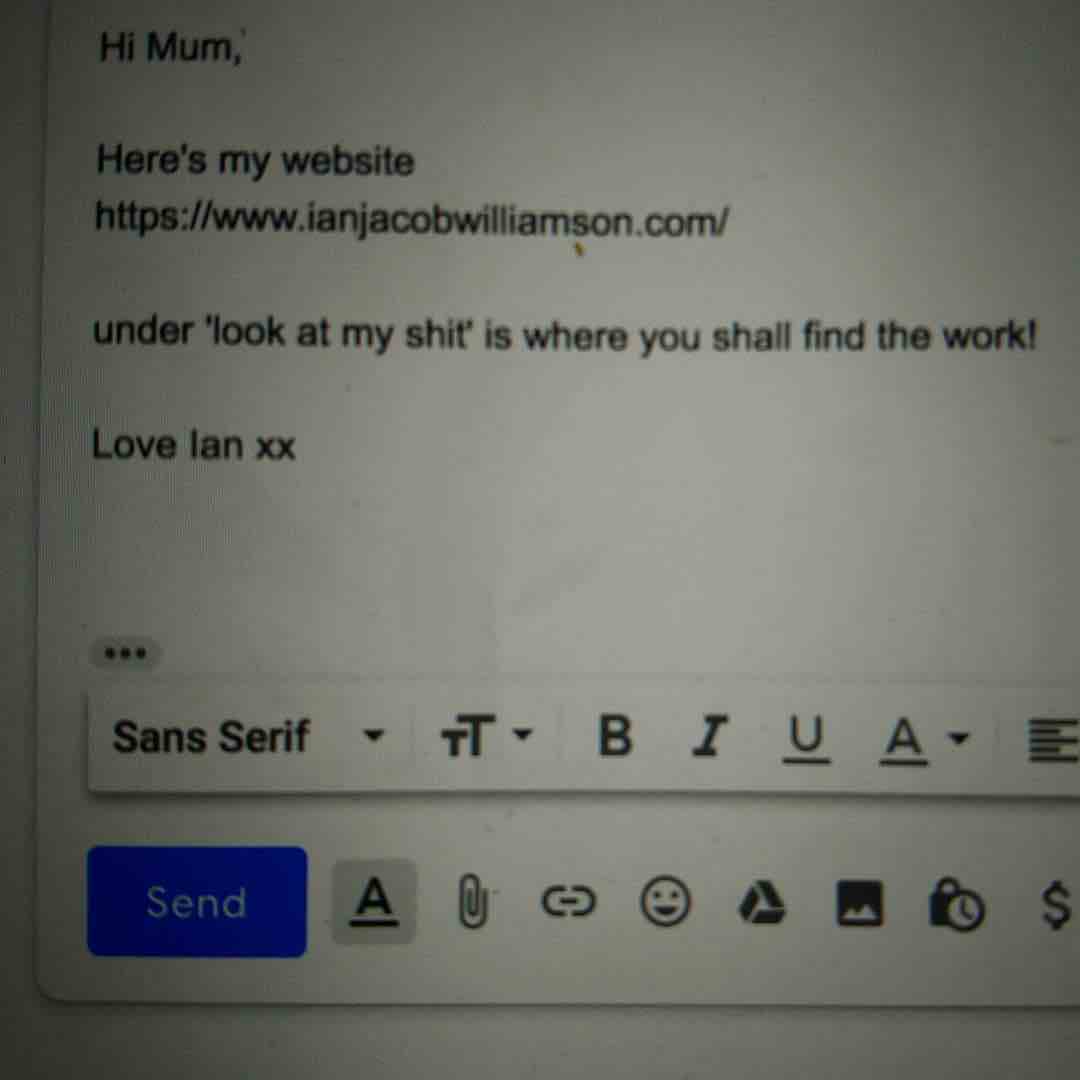 Hi Mum,
Here's my website
https://www.ianjacobwilliamson.com/
under 'look at my shit' is where you shall find the work!
Love Ian xx
Sans Serif
B I U A
Send A $